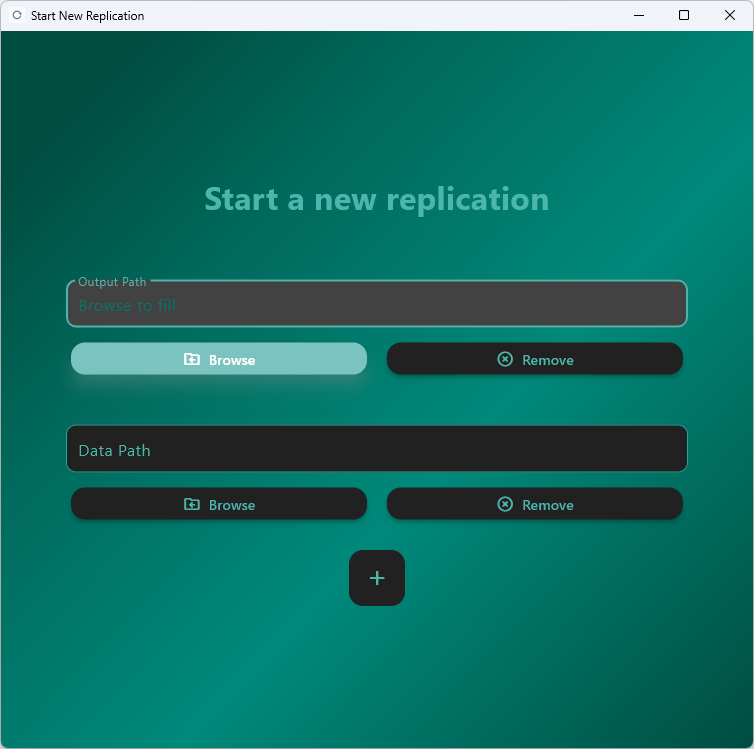 Start New Replication
Start a new replication
Output Path
Browse to fill
Browse
Remove
Data Path
Browse
Remove
+